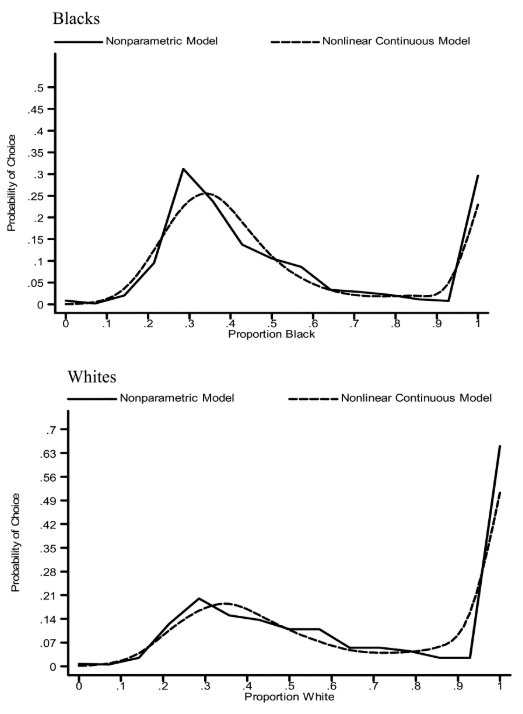 Blacks
Nonparametric Model Nonlinear Continuous Model
Probability of Choice
.5
.45
.4
.35
.3
.25
.2
.15
.1
.05
0
0 .1 .2 .3 .4 .5 .6 .7 .8 .9 1
Proportion Black
Whites
Nonparametric Model Nonlinear Continuous Model
Probability of Choice
.7
.63
.56
.49
.42
.35
.28
.21
.14
.07
0
0 .1 .2 .3 .4 .5 .6 .7 .8 .9 1
Proportion White